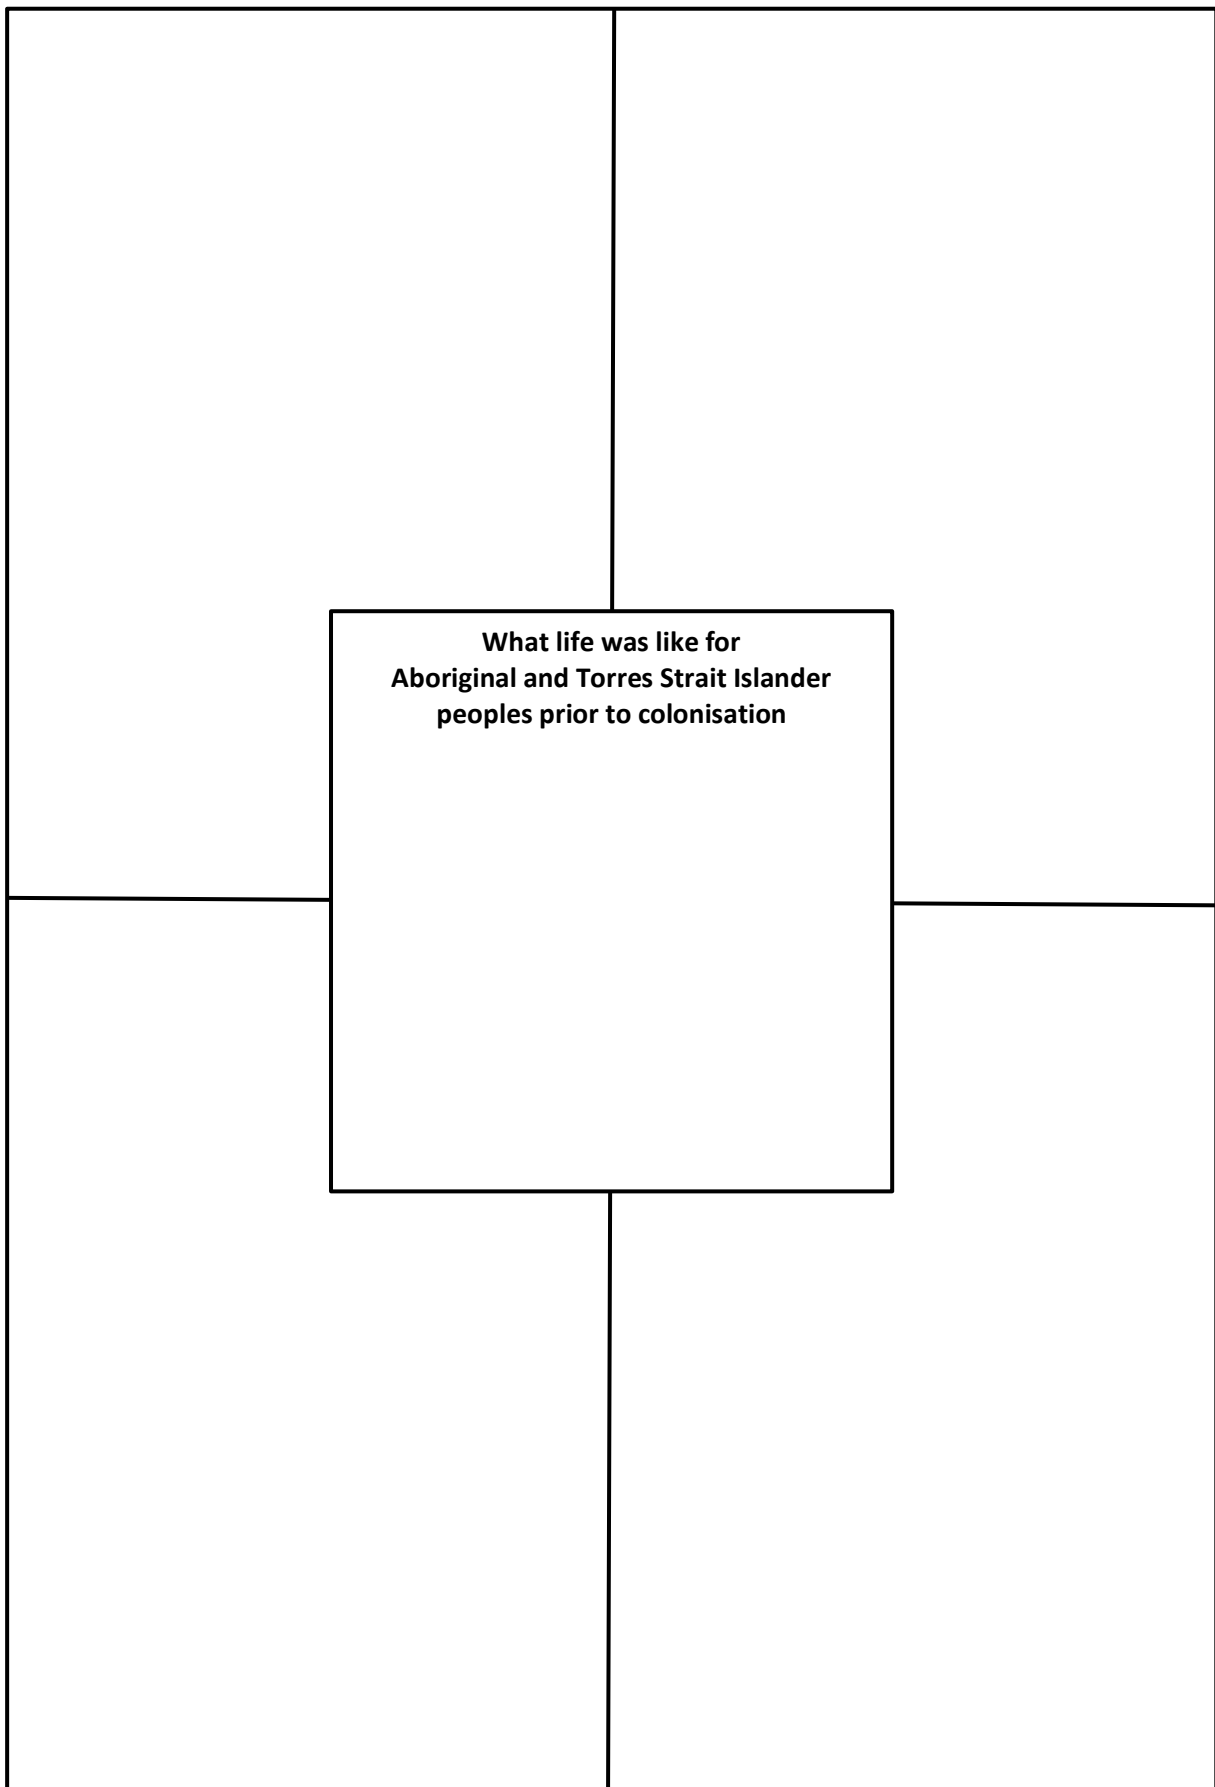 What life was like for
Aboriginal and Torres Strait Islander
peoples prior to colonisation